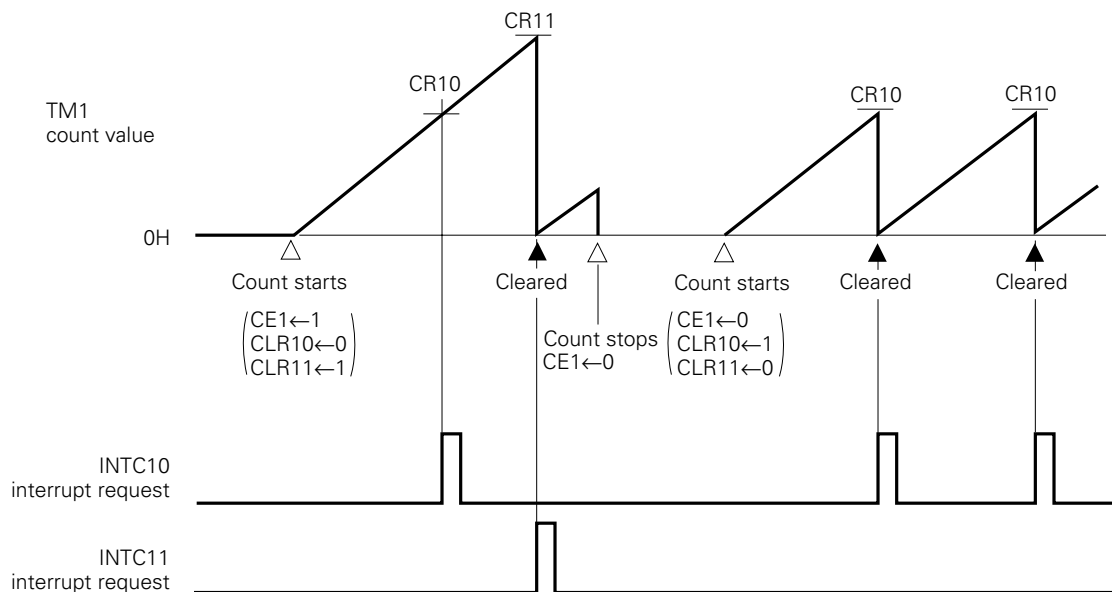 CR11
CR10
CR10
CR10
TM1
count value
0H
Count starts
CE1←1
CLR10←0
CLR11←1
Cleared
Count stops
CE1←0
Count starts
CE1←0
CLR10←1
CLR11←0
Cleared
Cleared
INTC10
interrupt request
INTC11
interrupt request